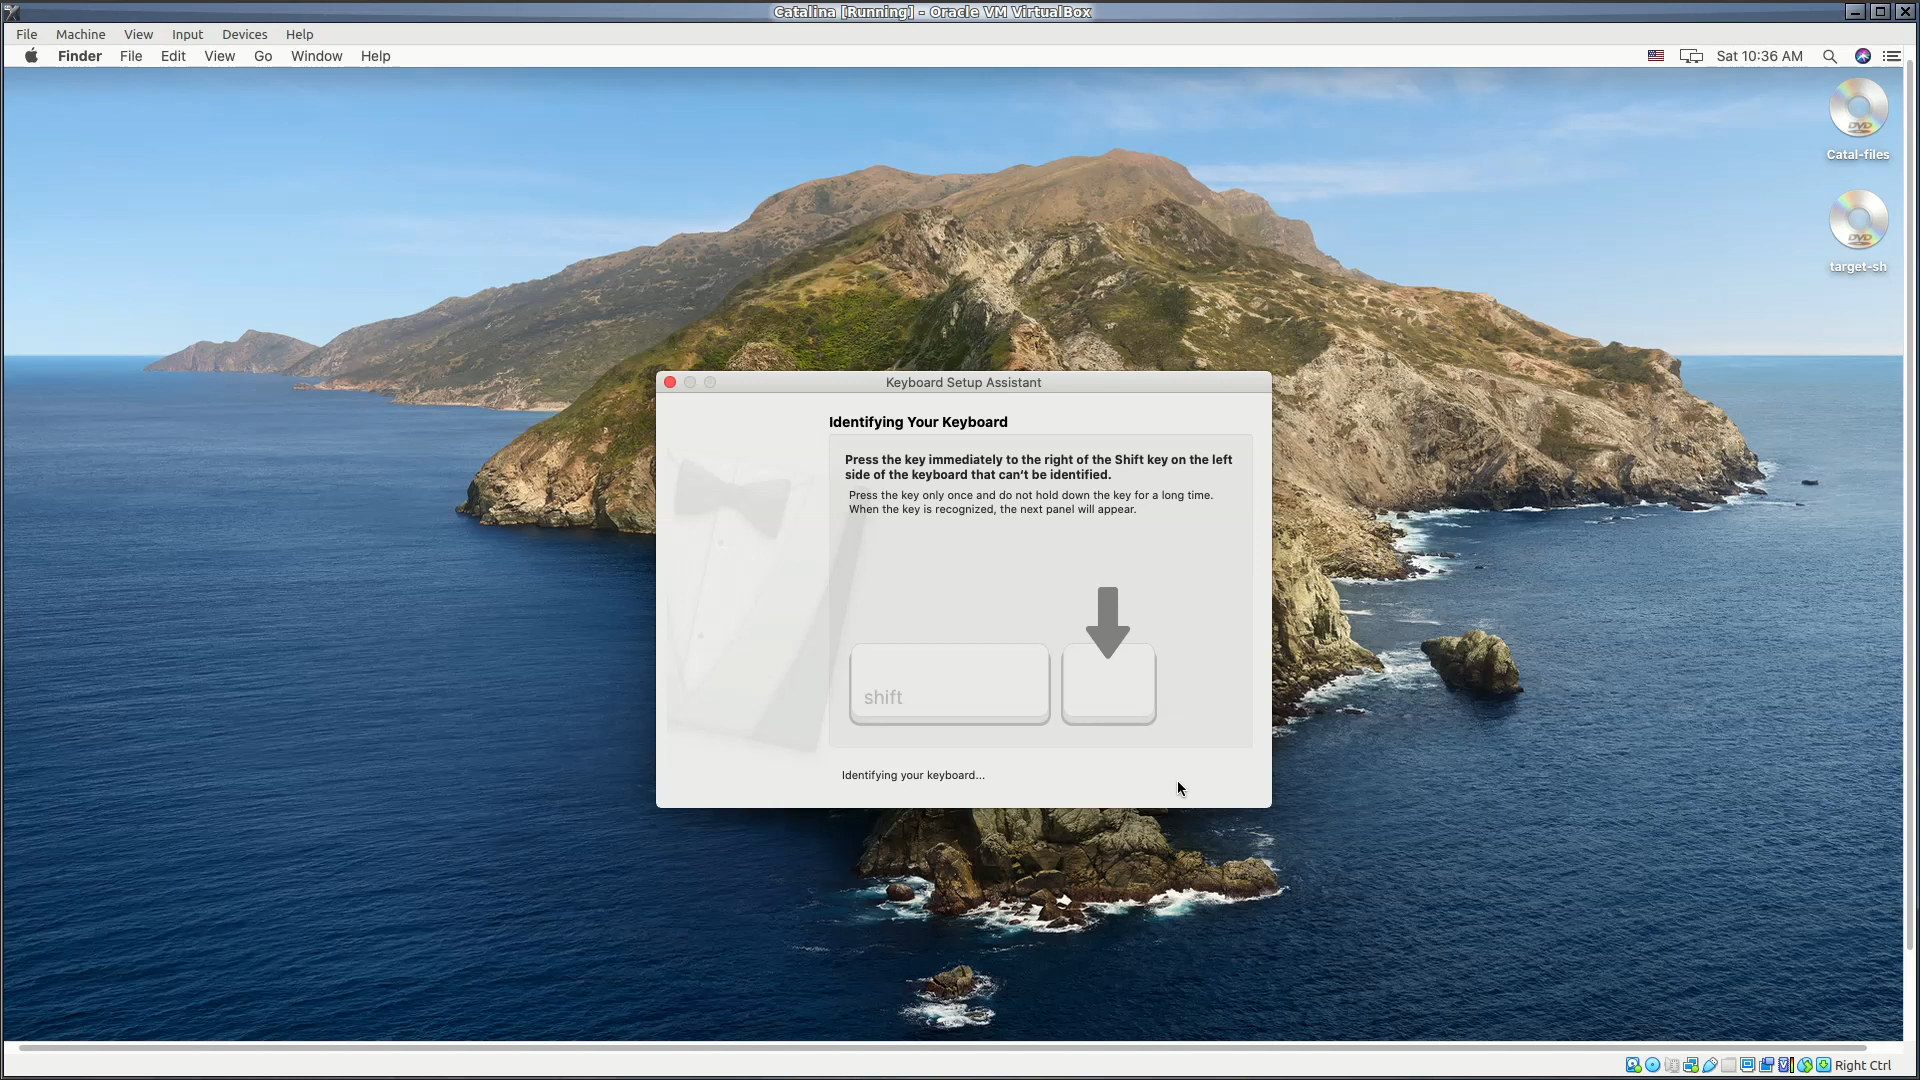 Catalina [Running] - Oracle VM VirtualBox
File Machine View Input Devices Help
Finder File Edit View Go Window Help
Sat 10:36 AM
Catal-files
target-sh
Keyboard Setup Assistant
Identifying Your Keyboard
Press the key immediately to the right of the Shift key on the left
side of the keyboard that can't be identified.
Press the key only once and do not hold down the key for a long time.
When the key is recognized, the next panel will appear.
shift
Identifying your keyboard...
Right Ctrl